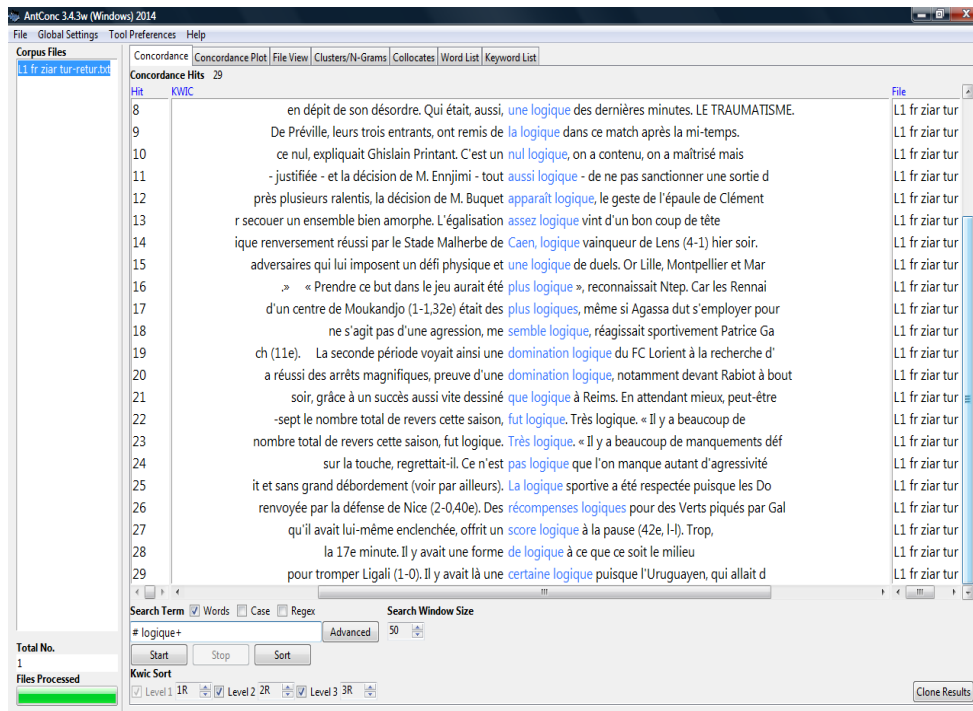 AntConc 3.4.3w (Windows) 2014
File Global Settings Tool Preferences Help
Corpus Files
L1 fr ziar tur-retur.txt
Concordance Concordance Plot File View Clusters/N-Grams Collocates Word List Keyword List
Concordance Hits 29
Hit KWIC File
8 en dépit de son désordre. Qui était, aussi, une logique des dernières minutes. LE TRAUMATISME. L1 fr ziar tur
9 De Préville, leurs trois entrants, ont remis de la logique dans ce match après la mi-temps. L1 fr ziar tur
10 ce nul, expliquait Ghislain Printant. C'est un nul logique, on a contenu, on a maîtrisé mais L1 fr ziar tur
11 - justifiée - et la décision de M. Ennjimi - tout aussi logique - de ne pas sanctionner une sortie d L1 fr ziar tur
12 près plusieurs ralentis, la décision de M. Buquet apparaît logique, le geste de l'épaule de Clément L1 fr ziar tur
13 r secouer un ensemble bien amorphe. L'égalisation assez logique vint d'un bon coup de tête L1 fr ziar tur
14 ique renversement réussi par le Stade Malherbe de Caen, logique vainqueur de Lens (4-1) hier soir. L1 fr ziar tur
15 adversaires qui lui imposent un défi physique et une logique de duels. Or Lille, Montpellier et Mar L1 fr ziar tur
16 .» « Prendre ce but dans le jeu aurait été plus logique », reconnaissait Ntep. Car les Rennai L1 fr ziar tur
17 d'un centre de Moukandjo (1-1,32e) était des plus logiques, même si Agassa dut s'employer pour L1 fr ziar tur
18 ne s'agit pas d'une agression, me semble logique, réagissait sportivement Patrice Ga L1 fr ziar tur
19 ch (11e). La seconde période voyait ainsi une domination logique du FC Lorient à la recherche d' L1 fr ziar tur
20 a réussi des arrêts magnifiques, preuve d'une domination logique, notamment devant Rabiot à bout L1 fr ziar tur
21 soir, grâce à un succès aussi vite dessiné que logique à Reims. En attendant mieux, peut-être L1 fr ziar tur
22 -sept le nombre total de revers cette saison, fut logique. Très logique. « Il y a beaucoup de L1 fr ziar tur
23 nombre total de revers cette saison, fut logique. Très logique. « Il y a beaucoup de manquements déf L1 fr ziar tur
24 sur la touche, regrettait-il. Ce n'est pas logique que l'on manque autant d'agressivité L1 fr ziar tur
25 it et sans grand débordement (voir par ailleurs). La logique sportive a été respectée puisque les Do L1 fr ziar tur
26 renvoyée par la défense de Nice (2-0,40e). Des récompenses logiques pour des Verts piqués par Gal L1 fr ziar tur
27 qu'il avait lui-même enclenchée, offrit un score logique à la pause (42e, l-l). Trop, L1 fr ziar tur
28 la 17e minute. Il y avait une forme de logique à ce que ce soit le milieu L1 fr ziar tur
29 pour tromper Ligali (1-0). Il y avait là une certaine logique puisque l'Uruguayen, qui allait d L1 fr ziar tur
Search Term Words Case Regex Search Window Size
# logique+ Advanced 50
Start Stop Sort
Total No.
1
Files Processed
Kwic Sort
Level 1 1R Level 2 2R Level 3 3R Clone Results